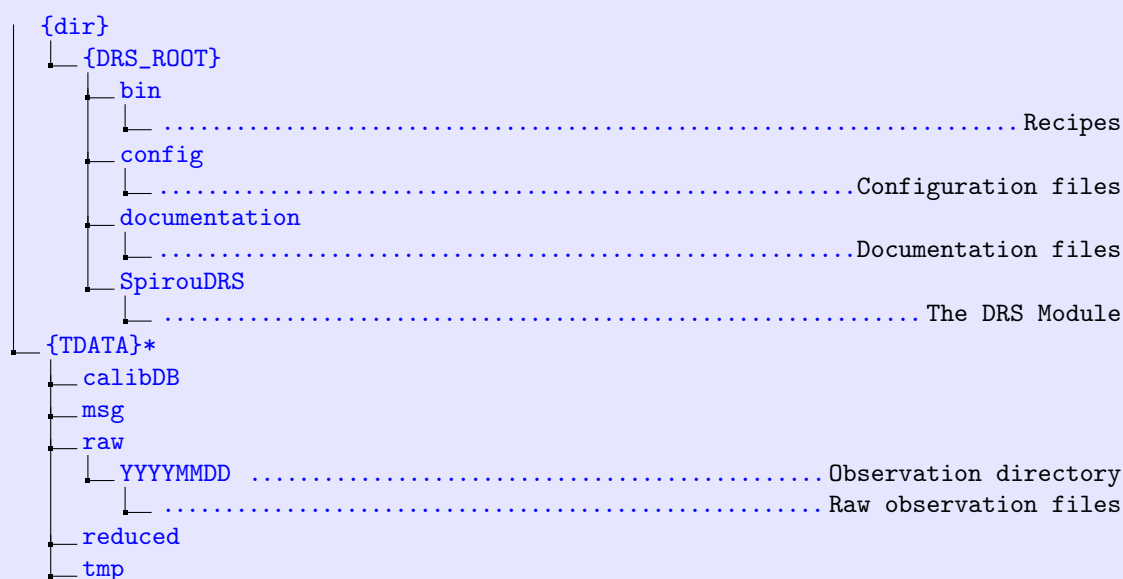 {dir}
{DRS_ROOT}
bin
........................................................................ Recipes
config
.......................................................... Configuration files
documentation
.......................................................... Documentation files
SpirouDRS
............................................................... The DRS Module
{TDATA}*
calibDB
msg
raw
YYYYMMDD ................................................ Observation directory
....................................................... Raw observation files
reduced
tmp